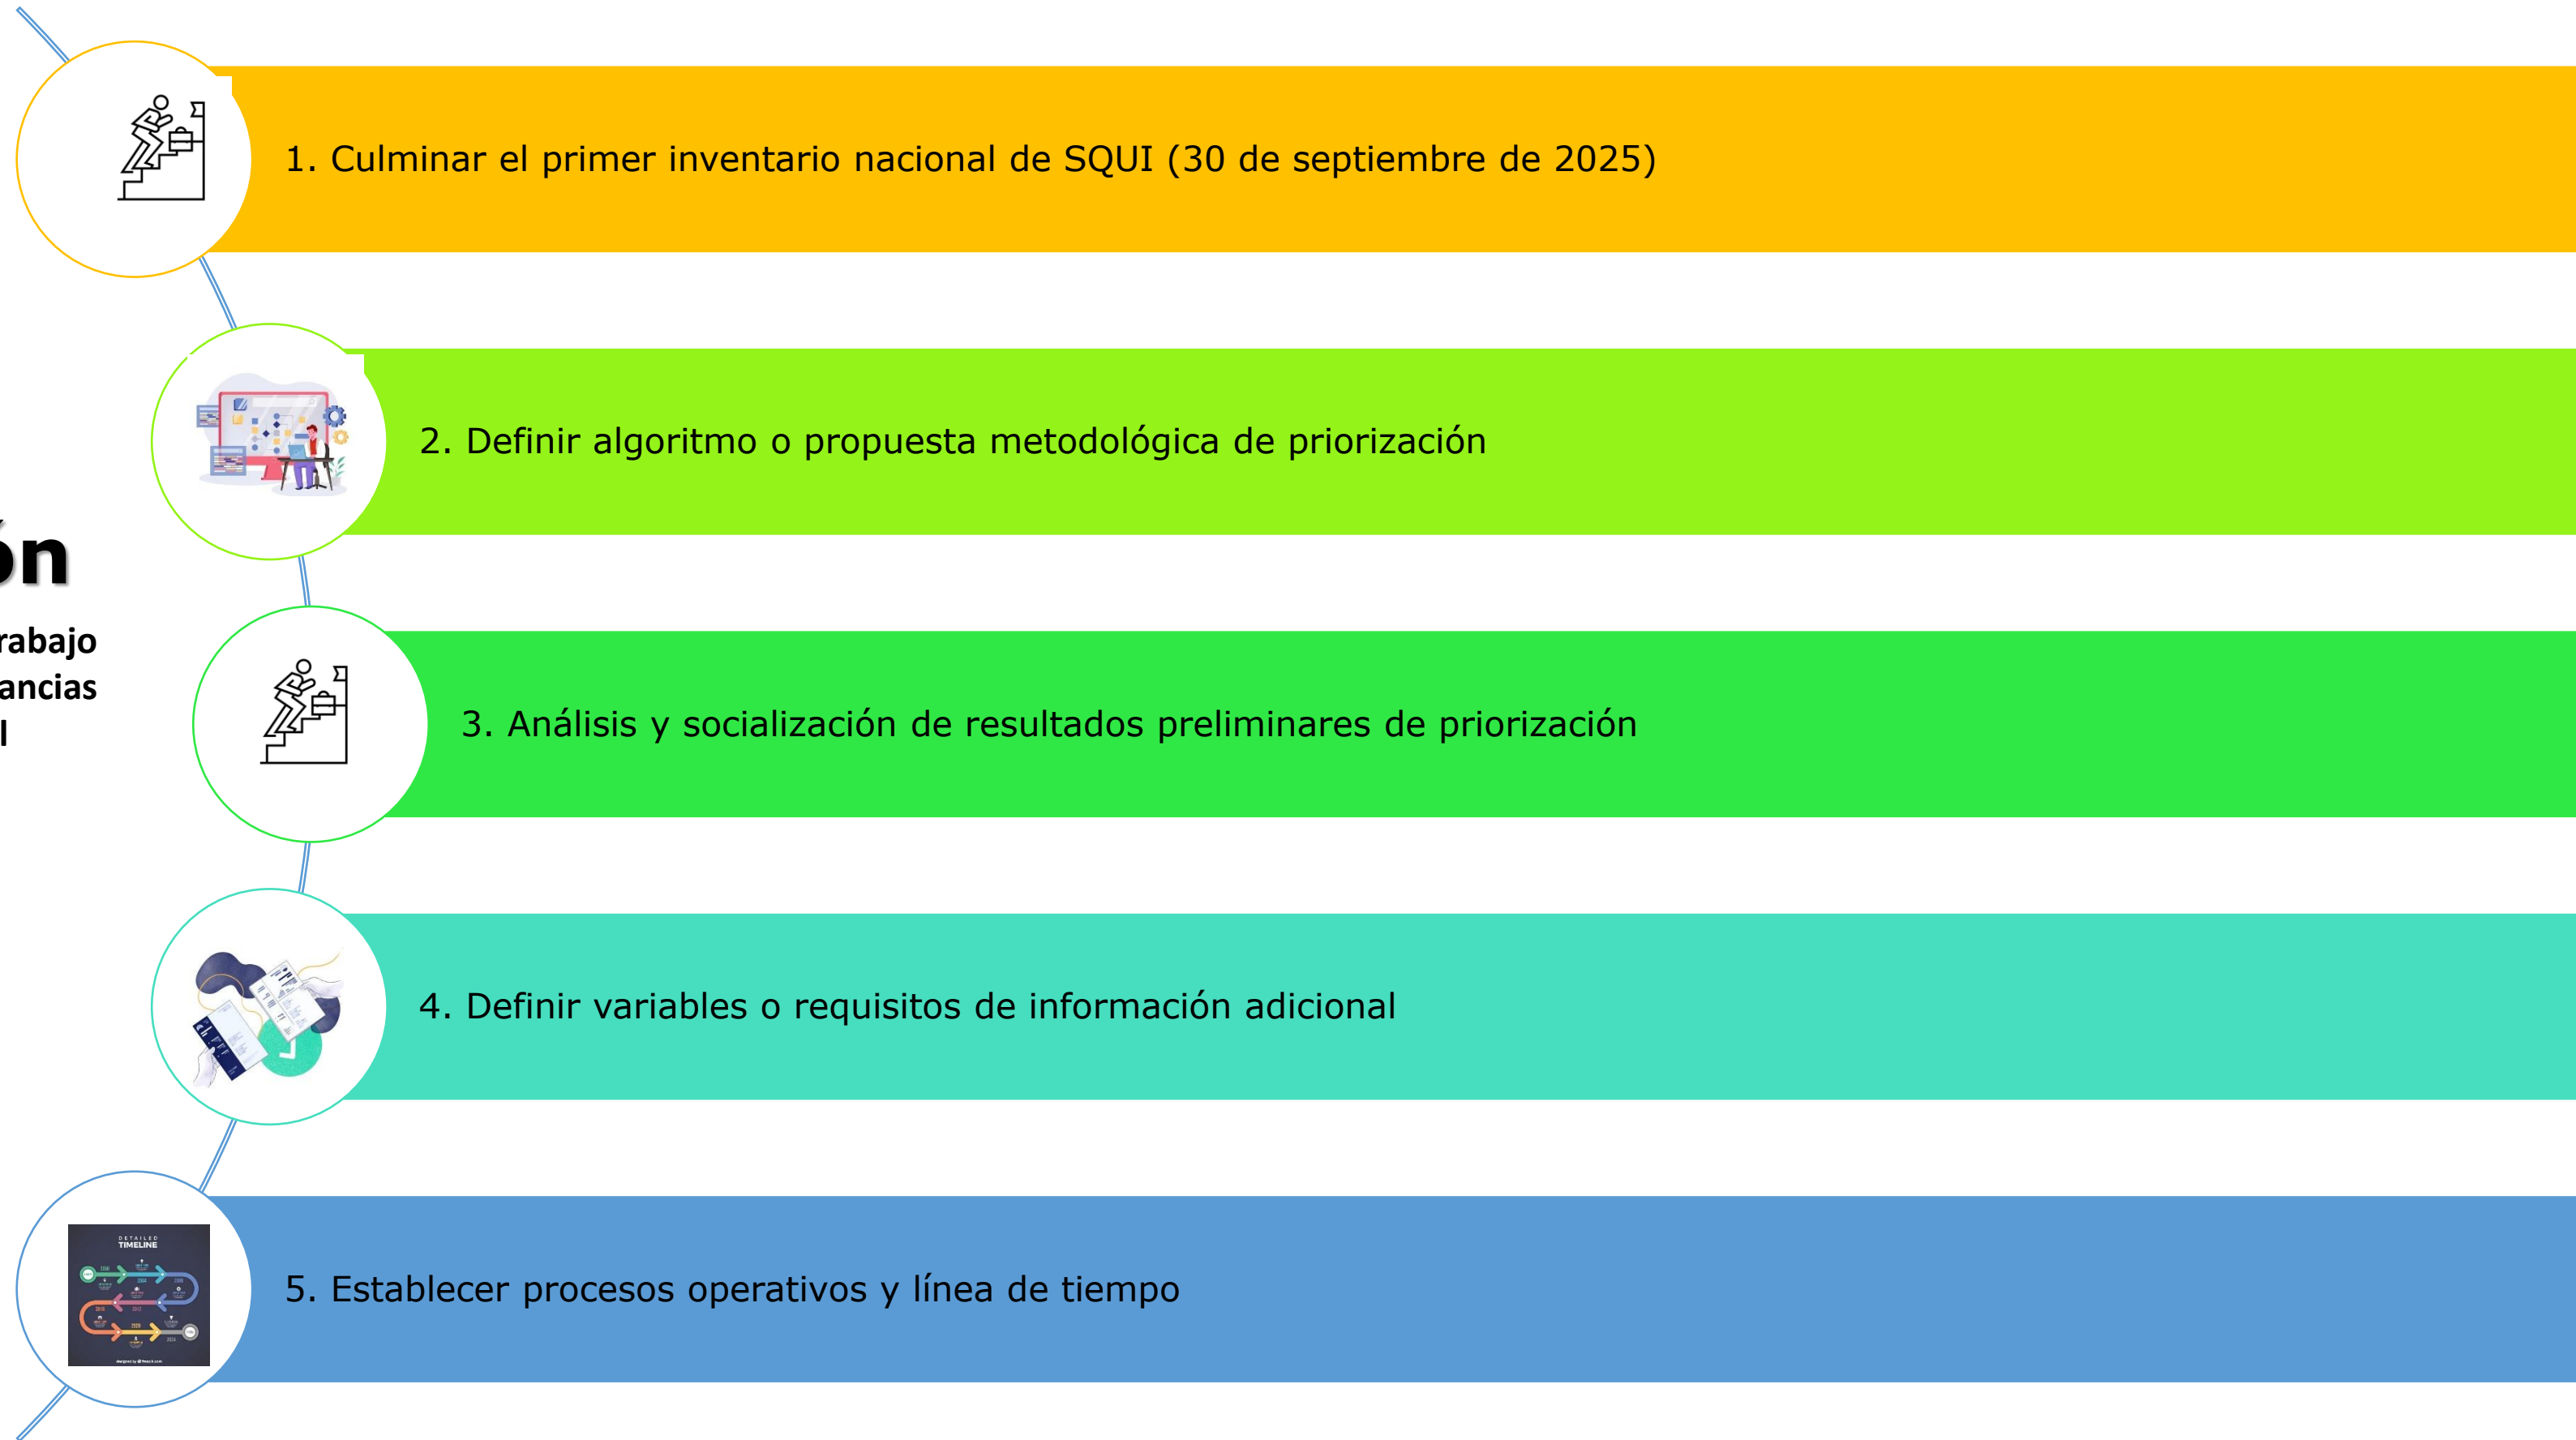 1. Culminar el primer inventario nacional de SQUI (30 de septiembre de 2025)
2. Definir algoritmo o propuesta metodológica de priorización
ón
rabajo
ancias
l
3. Análisis y socialización de resultados preliminares de priorización
4. Definir variables o requisitos de información adicional
DETAILED
TIMELINE
5. Establecer procesos operativos y línea de tiempo